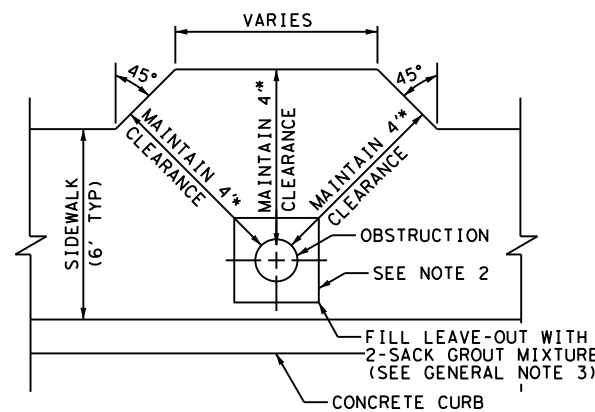 VARIES
45°
45°
MAINTAIN 4'*
CLEARANCE
MAINTAIN 4'*
CLEARANCE
MAINTAIN 4'*
CLEARANCE
SIDEWALK
(6' TYP)
OBSTRUCTION
SEE NOTE 2
FILL LEAVE-OUT WITH
2-SACK GROUT MIXTURE
(SEE GENERAL NOTE 3)
CONCRETE CURB